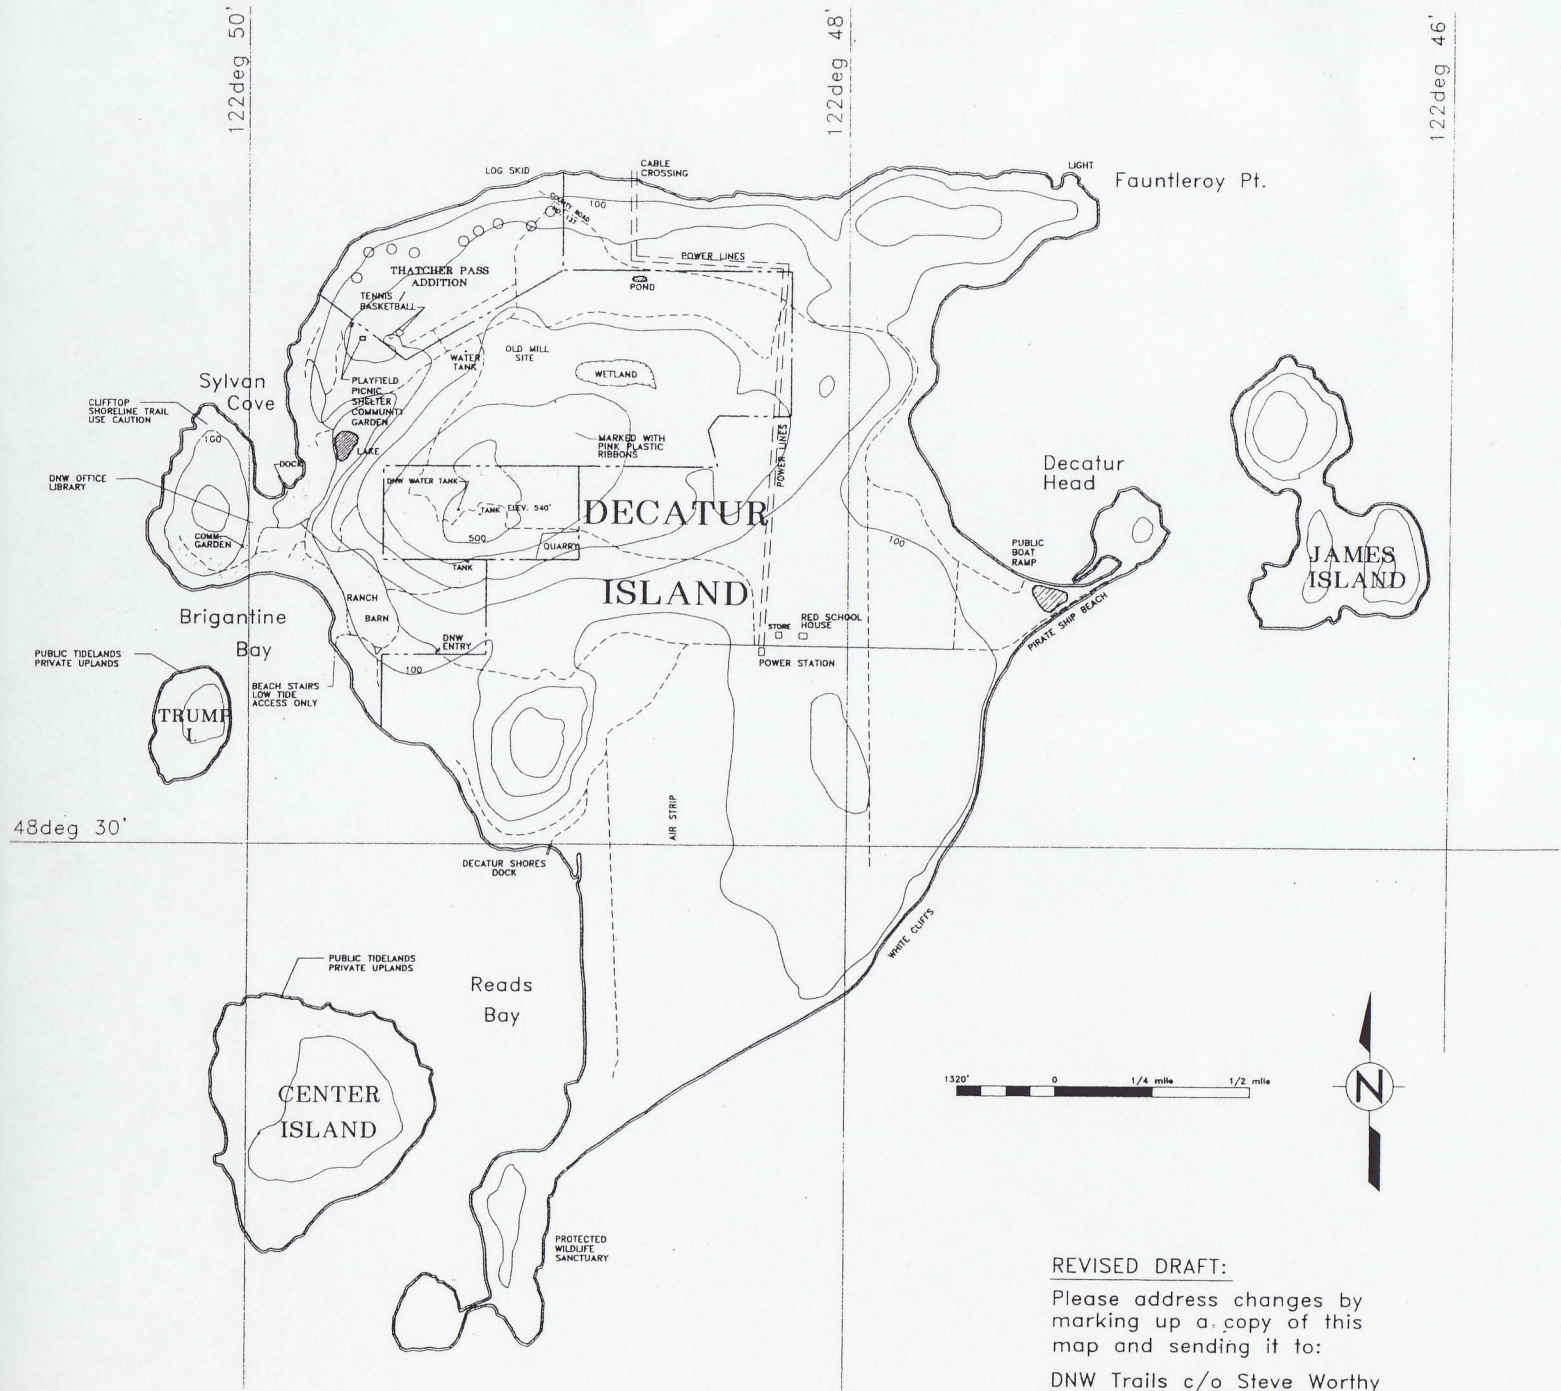 122deg 50'
122deg 48'
122deg 46'
LOG SKID
CABLE
CROSSING
LIGHT
Fauntleroy Pt.
COUNTY ROAD
NO. 137
100
POWER LINES
THATCHER PASS
ADDITION
POND
TENNIS
BASKETBALL
WATER
TANK
OLD MILL
SITE
WETLAND
Sylvan
Cove
PLAYFIELD
PICNIC
SHELTER
COMMUNITY
GARDEN
CLIFFTOP
SHORELINE TRAIL
USE CAUTION
100
LAKE
DOCK
MARKED WITH
PINK PLASTIC
RIBBONS
POWER LINES
Decatur
Head
DNW OFFICE
LIBRARY
DNW WATER TANK
TANK ELEV. 540'
DECATUR
500
QUARRY
COMM.
GARDEN
TANK
100
PUBLIC
BOAT
RAMP
JAMES
ISLAND
ISLAND
RANCH
BARN
Brigantine
Bay
DNW
ENTRY
STORE
RED SCHOOL
HOUSE
PIRATE SHIP BEACH
POWER STATION
PUBLIC TIDELANDS
PRIVATE UPLANDS
100
BEACH STAIRS
LOW TIDE
ACCESS ONLY
TRUMP
I.
AIR STRIP
48deg 30'
DECATUR SHORES
DOCK
WHITE CLIFFS
PUBLIC TIDELANDS
PRIVATE UPLANDS
Reads
Bay
CENTER
ISLAND
1320' 0 1/4 mile 1/2 mile
N
PROTECTED
WILDLIFE
SANCTUARY
REVISED DRAFT:
Please address changes by
marking up a copy of this
map and sending it to:
DNW Trails c/o Steve Worthy